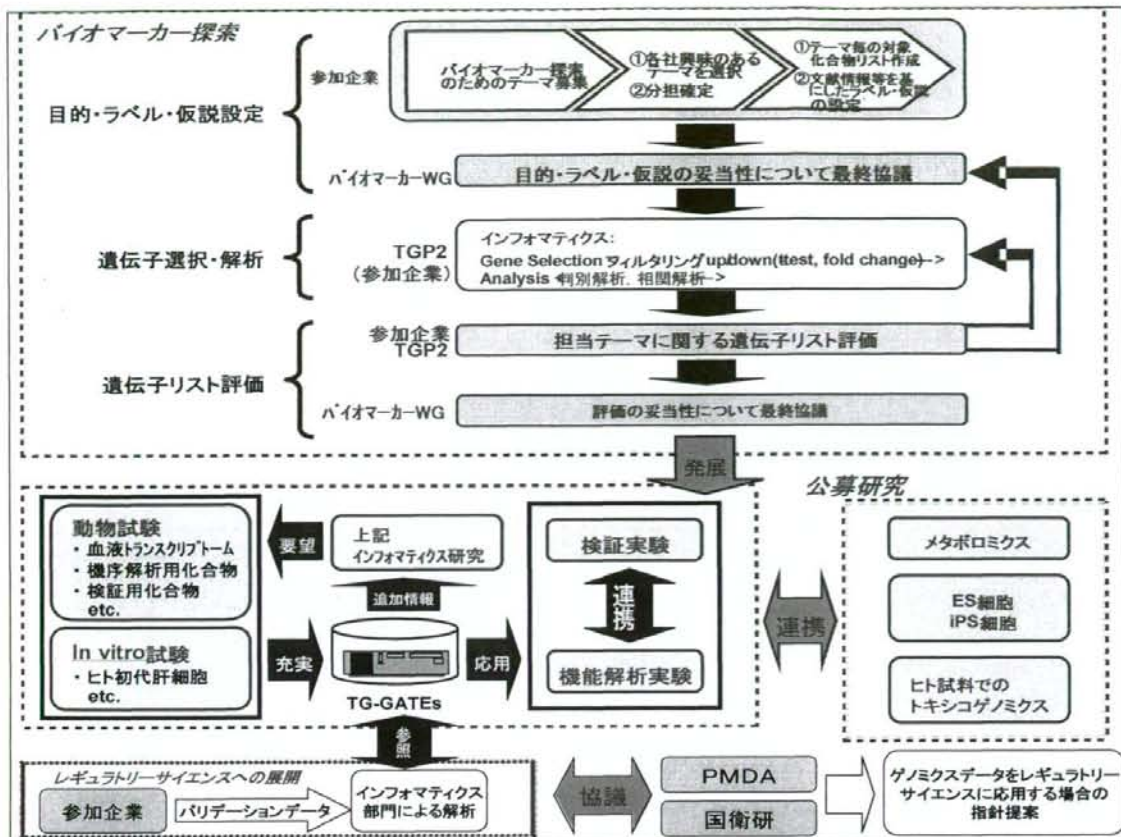 バイオマーカー探索
参加企業
バイオマーカー探索
のためのテーマ募集
①各社興味のある
テーマを選択
②分担確定
①テーマ毎の対象
化合物リスト作成
②文献情報等を基
にしたラベル・仮説
の設定
目的・ラベル・仮説設定
バイオマーカーWG
目的・ラベル・仮説の妥当性について最終協議
遺伝子選択・解析
TGP2
(参加企業)
インフォマティクス:
Gene Selection フィルタリング up/down(ttest, fold change)->
Analysis 判別解析, 相関解析->
参加企業
TGP2
担当テーマに関する遺伝子リスト評価
遺伝子リスト評価
バイオマーカーWG
評価の妥当性について最終協議
発展
公募研究
動物試験
・血液トランスクリプトーム
・機序解析用化合物
・検証用化合物
etc.
要望
上記
インフォマティクス研究
追加情報
In vitro試験
・ヒト初代肝細胞
etc.
充実
TG-GATEs
応用
検証実験
連携
機能解析実験
連携
メタボロミクス
ES細胞
iPS細胞
ヒト試料での
トキシコゲノミクス
参照
レギュラトリーサイエンスへの展開
参加企業
バリデーションデータ
インフォマティクス
部門による解析
協議
PMDA
国衛研
ゲノミクスデータをレギュラトリー
サイエンスに応用する場合の
指針提案